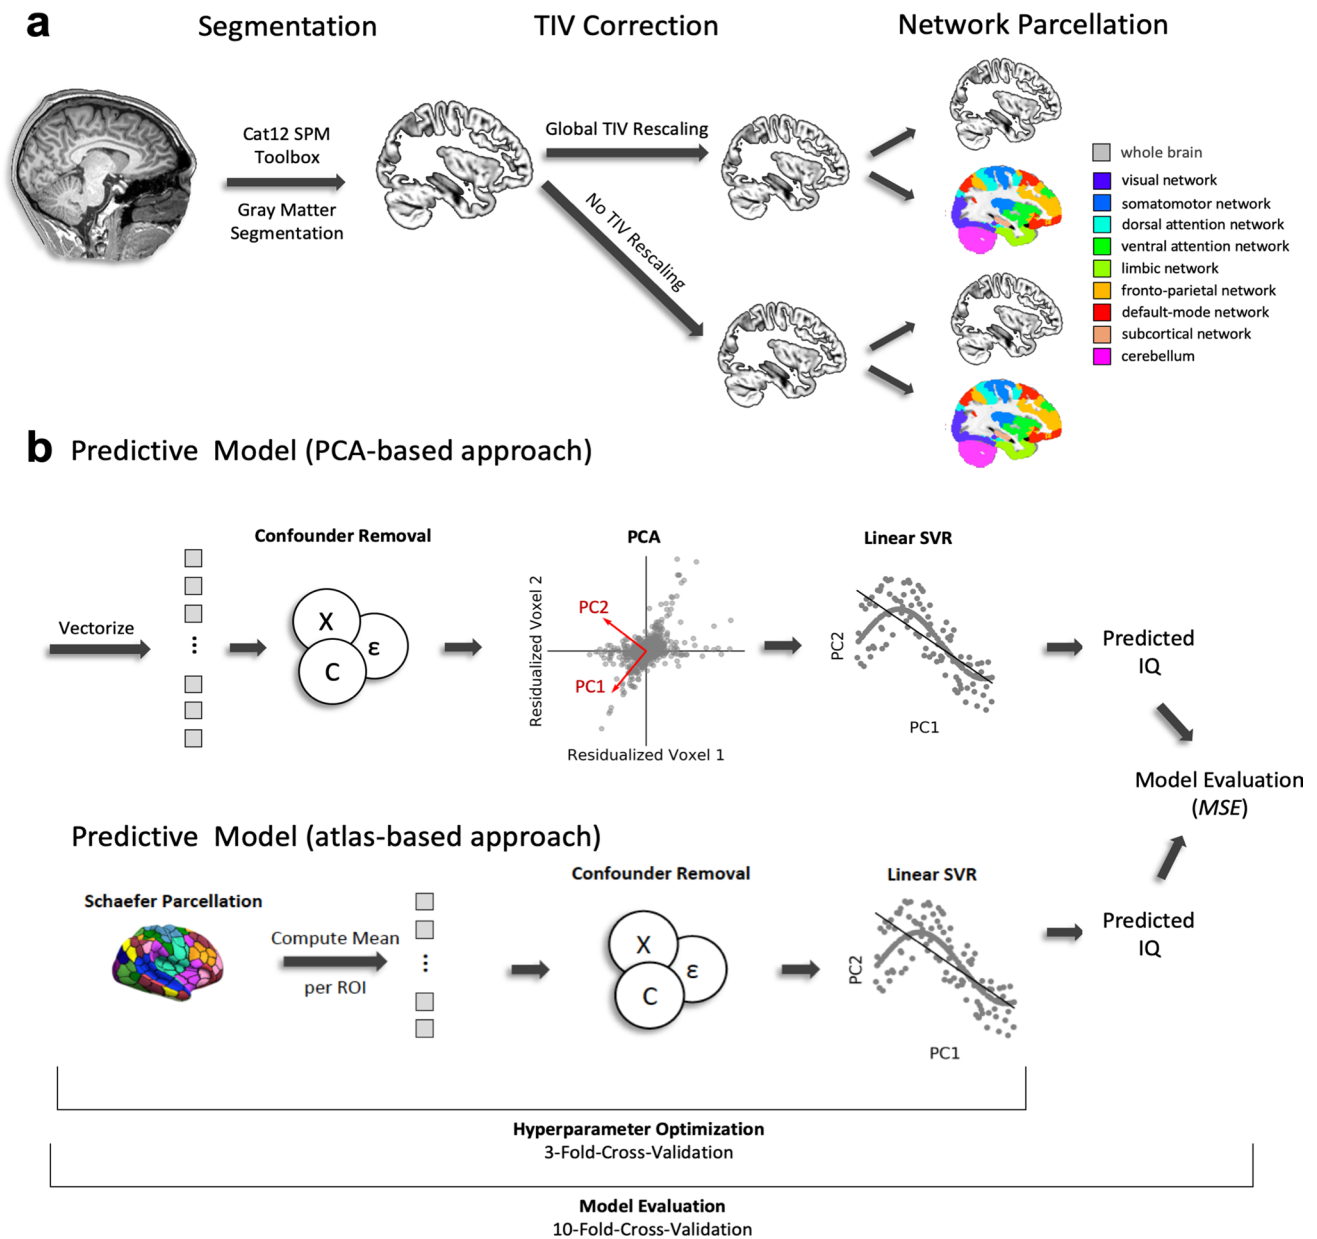 a
Segmentation
TIV Correction
Network Parcellation
Cat12 SPM
Toolbox
Gray Matter
Segmentation
Global TIV Rescaling
No TIV Rescaling
whole brain
visual network
somatomotor network
dorsal attention network
ventral attention network
limbic network
fronto-parietal network
default-mode network
subcortical network
cerebellum
b
Predictive Model (PCA-based approach)
Vectorize
Confounder Removal
X
ε
C
PCA
Residualized Voxel 2
PC2
PC1
Residualized Voxel 1
Linear SVR
PC2
PC1
Predicted
IQ
Model Evaluation
(MSE)
Predictive Model (atlas-based approach)
Schaefer Parcellation
Compute Mean
per ROI
Confounder Removal
X
ε
C
Linear SVR
PC2
PC1
Predicted
IQ
Hyperparameter Optimization
3-Fold-Cross-Validation
Model Evaluation
10-Fold-Cross-Validation